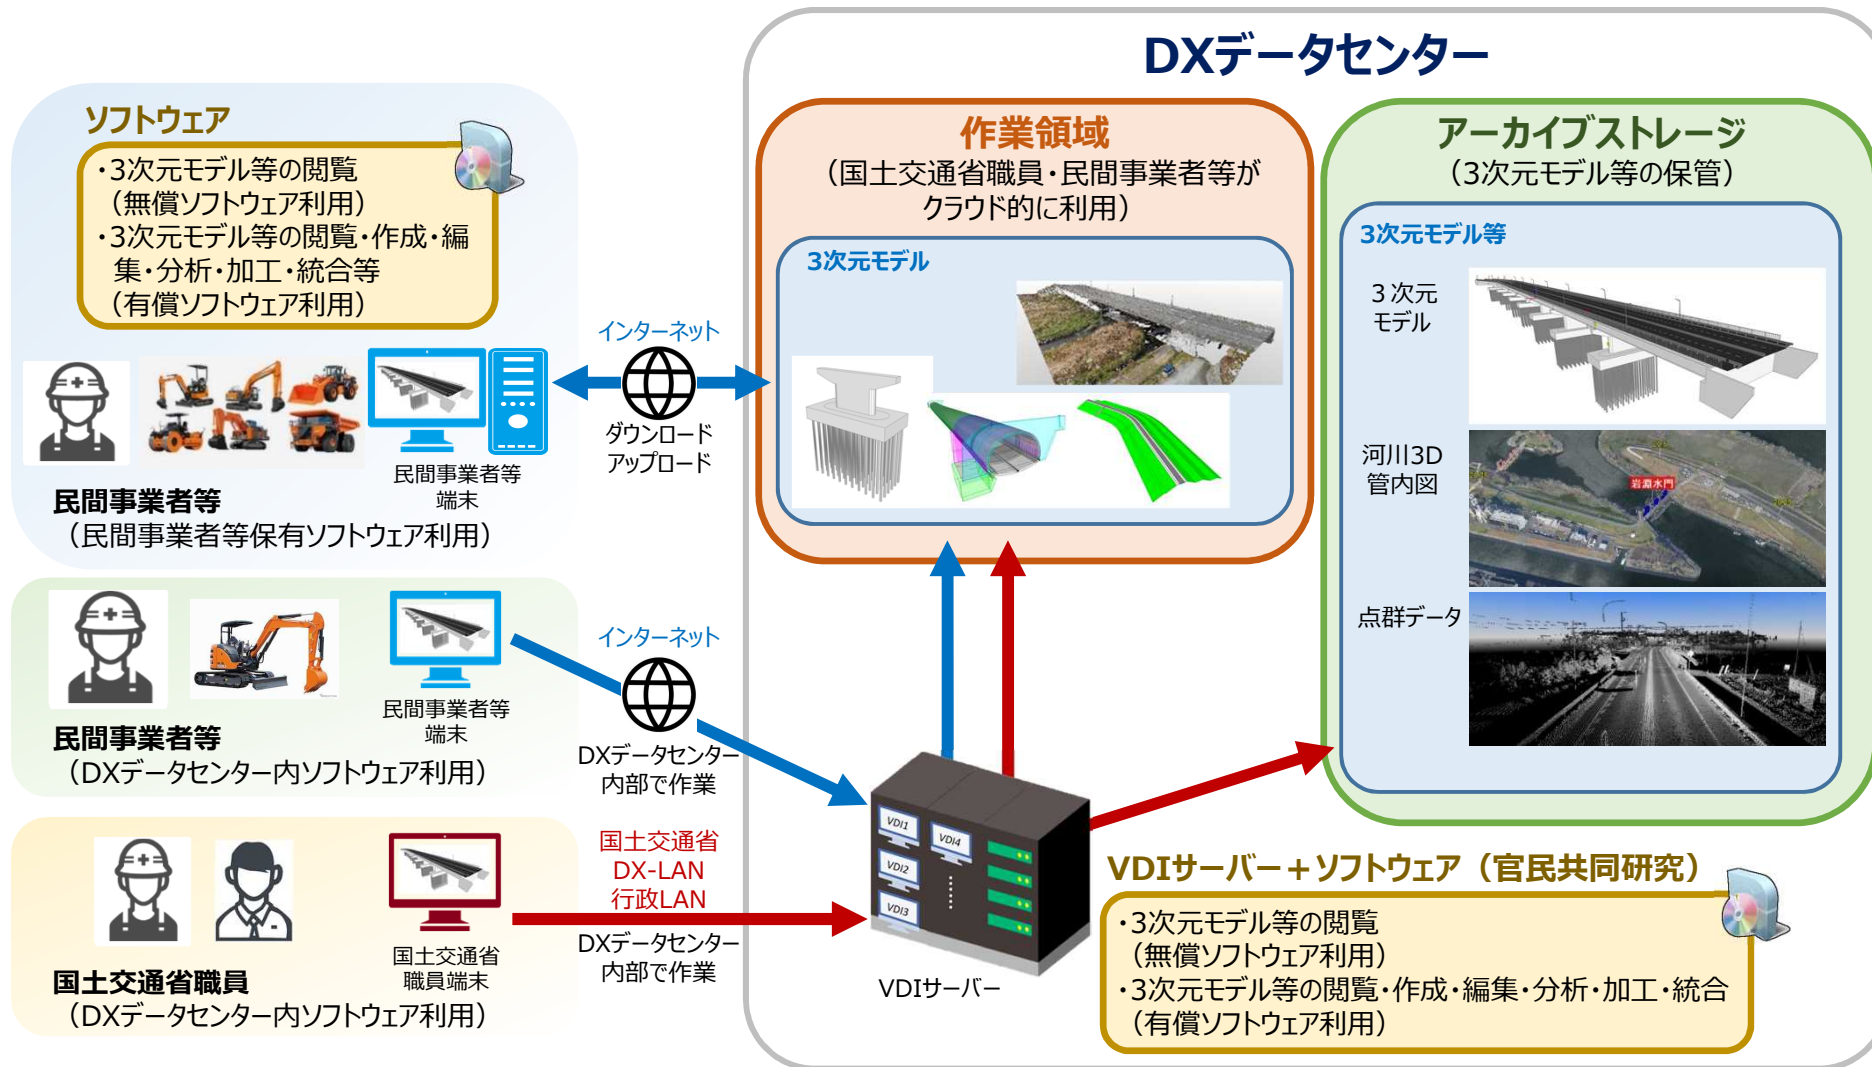 DXデータセンター
ソフトウェア
・3次元モデル等の閲覧
（無償ソフトウェア利用）
・3次元モデル等の閲覧・作成・編
集・分析・加工・統合等
（有償ソフトウェア利用）
民間事業者等
端末
民間事業者等
（民間事業者等保有ソフトウェア利用）
インターネット
ダウンロード
アップロード
作業領域
（国土交通省職員・民間事業者等が
クラウド的に利用）
3次元モデル
アーカイブストレージ
（3次元モデル等の保管）
3次元モデル等
３次元
モデル
河川3D
管内図
岩淵水門
点群データ
民間事業者等
端末
民間事業者等
（DXデータセンター内ソフトウェア利用）
インターネット
DXデータセンター
内部で作業
国土交通省
職員端末
国土交通省職員
（DXデータセンター内ソフトウェア利用）
国土交通省
DX-LAN
行政LAN
DXデータセンター
内部で作業
VDI1
VDI4
VDI2
VDI3
VDIサーバー
VDIサーバー＋ソフトウェア（官民共同研究）
・3次元モデル等の閲覧
（無償ソフトウェア利用）
・3次元モデル等の閲覧・作成・編集・分析・加工・統合
（有償ソフトウェア利用）